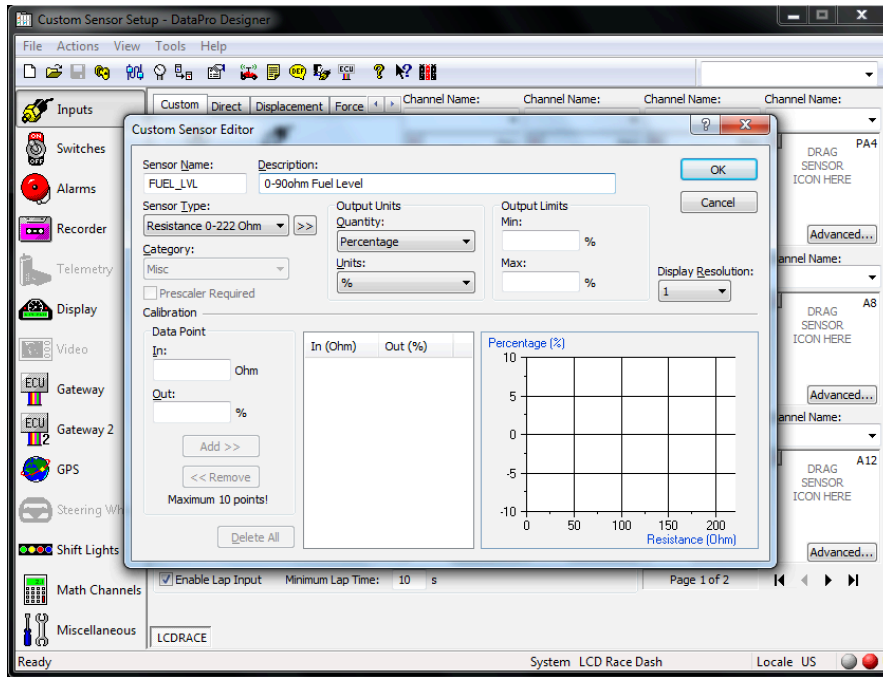 Custom Sensor Setup - DataPro Designer
File Actions View Tools Help
Inputs
Switches
Alarms
Recorder
Telemetry
Display
Video
ECU
Gateway
ECU
2
Gateway 2
GPS
Steering Wh
Shift Lights
Math Channels
Miscellaneous
Custom Direct Displacement Force Channel Name: Channel Name: Channel Name: Channel Name:
Custom Sensor Editor
Sensor Name: Description:
FUEL_LVL 0-90ohm Fuel Level
OK
Cancel
Sensor Type:
Resistance 0-222 Ohm >>
Category:
Misc
Prescaler Required
Output Units
Quantity:
Percentage
Units:
%
Output Limits
Min:
%
Max:
%
Display Resolution:
1
Calibration
Data Point
In:
Ohm
Out:
%
Add >>
<< Remove
Maximum 10 points!
Delete All
In (Ohm) Out (%)
Percentage (%)
10
5
0
-5
-10
0 50 100 150 200
Resistance (Ohm)
PA4
DRAG
SENSOR
ICON HERE
Advanced...
annel Name:
A8
DRAG
SENSOR
ICON HERE
Advanced...
annel Name:
A12
DRAG
SENSOR
ICON HERE
Advanced...
Enable Lap Input Minimum Lap Time: 10 s Page 1 of 2
LCDRACE
Ready System LCD Race Dash Locale US